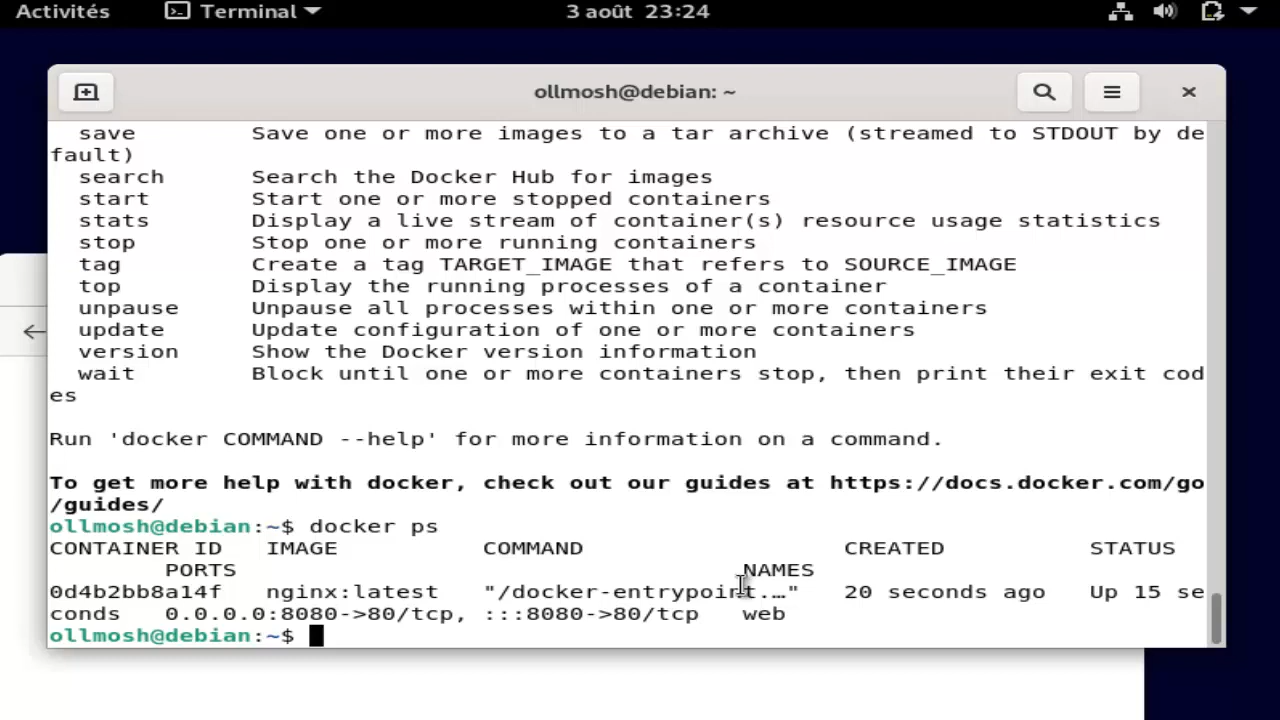 Activités Terminal 3 août 23:24
ollmosh@debian: ~
save Save one or more images to a tar archive (streamed to STDOUT by de
fault)
search Search the Docker Hub for images
start Start one or more stopped containers
stats Display a live stream of container(s) resource usage statistics
stop Stop one or more running containers
tag Create a tag TARGET_IMAGE that refers to SOURCE_IMAGE
top Display the running processes of a container
unpause Unpause all processes within one or more containers
update Update configuration of one or more containers
version Show the Docker version information
wait Block until one or more containers stop, then print their exit cod
es
Run 'docker COMMAND --help' for more information on a command.
To get more help with docker, check out our guides at https://docs.docker.com/go
/guides/
ollmosh@debian:~$ docker ps
CONTAINER ID IMAGE COMMAND CREATED STATUS
PORTS NAMES
0d4b2bb8a14f nginx:latest "/docker-entrypoint.…" 20 seconds ago Up 15 se
conds 0.0.0.0:8080->80/tcp, :::8080->80/tcp web
ollmosh@debian:~$